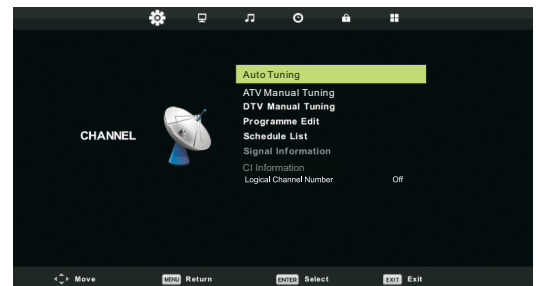 Auto Tuning
ATV Manual Tuning
DTV Manual Tuning
Programme Edit
CHANNEL
Schedule List
Signal Information
CI Information
Logical Channel Number Off
Move MENU Return ENTER Select EXIT Exit